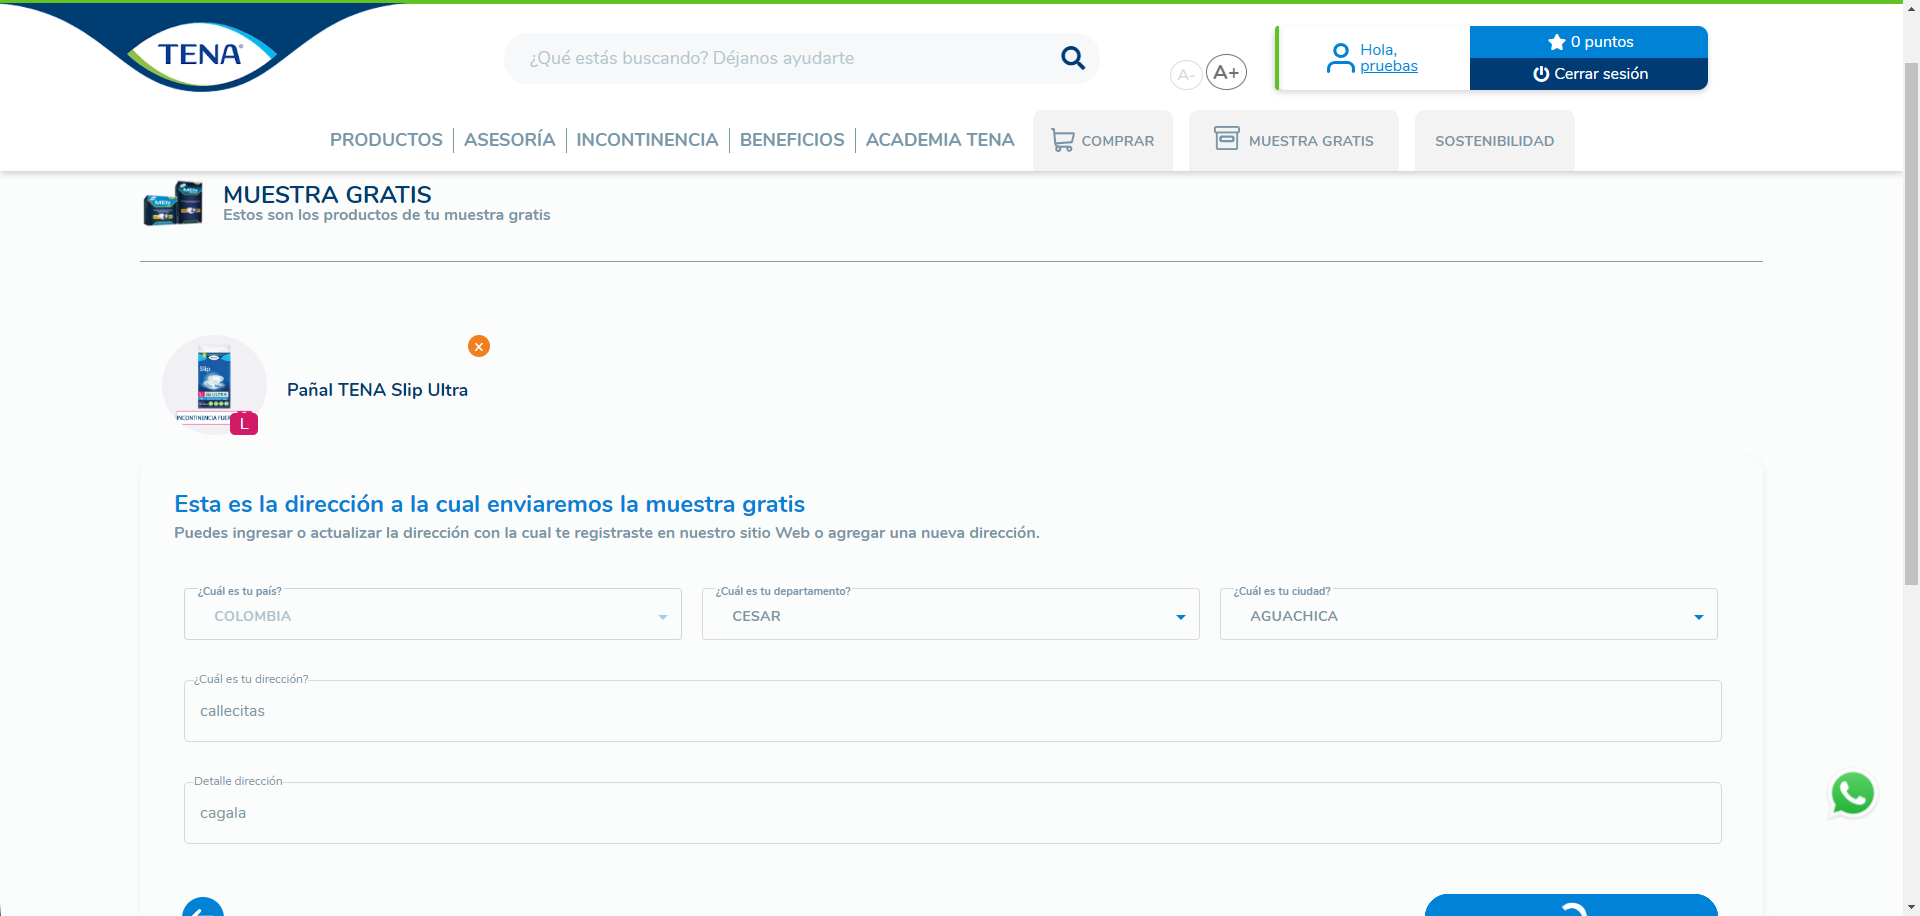 TENA
¿Qué estás buscando? Déjanos ayudarte
A-
A+
Hola,
pruebas
0 puntos
Cerrar sesión
PRODUCTOS
ASESORÍA
INCONTINENCIA
BENEFICIOS
ACADEMIA TENA
COMPRAR
MUESTRA GRATIS
SOSTENIBILIDAD
MUESTRA GRATIS
Estos son los productos de tu muestra gratis
x
Slip
ULTRA
INCONTINENCIA
L
Pañal TENA Slip Ultra
Esta es la dirección a la cual enviaremos la muestra gratis
Puedes ingresar o actualizar la dirección con la cual te registraste en nuestro sitio Web o agregar una nueva dirección.
¿Cuál es tu país?
COLOMBIA
¿Cuál es tu departamento?
CESAR
¿Cuál es tu ciudad?
AGUACHICA
¿Cuál es tu dirección?
callecitas
Detalle dirección
cagala